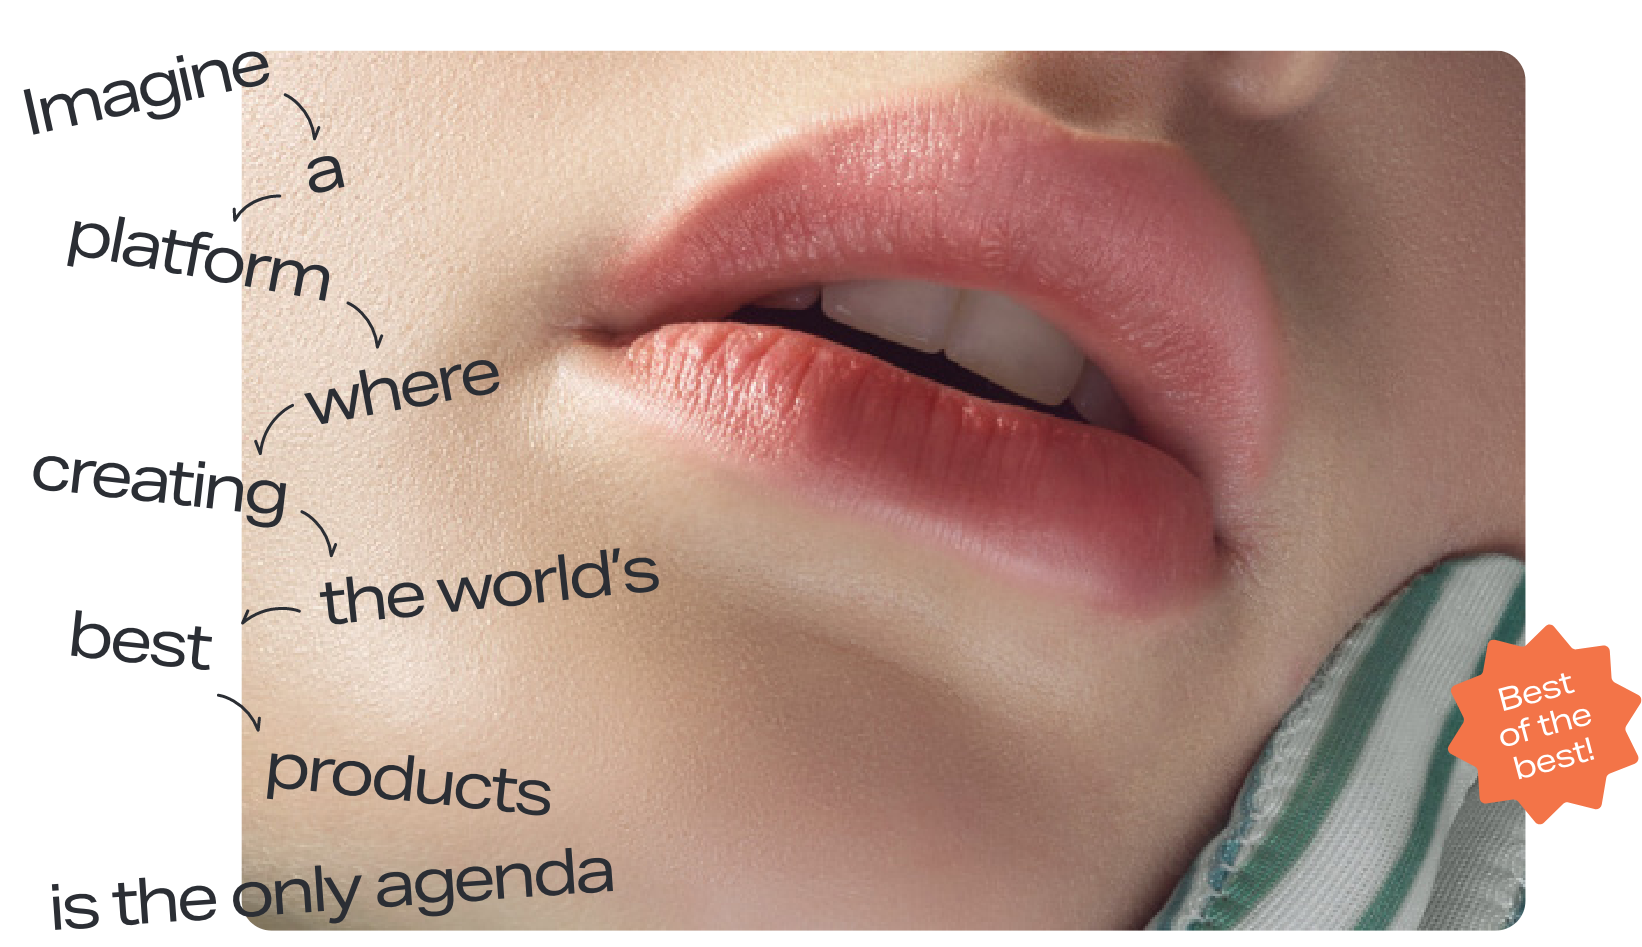 Imagine
a
platform
where
creating
the world's
best
products
is the only agenda
Best
of the
best!